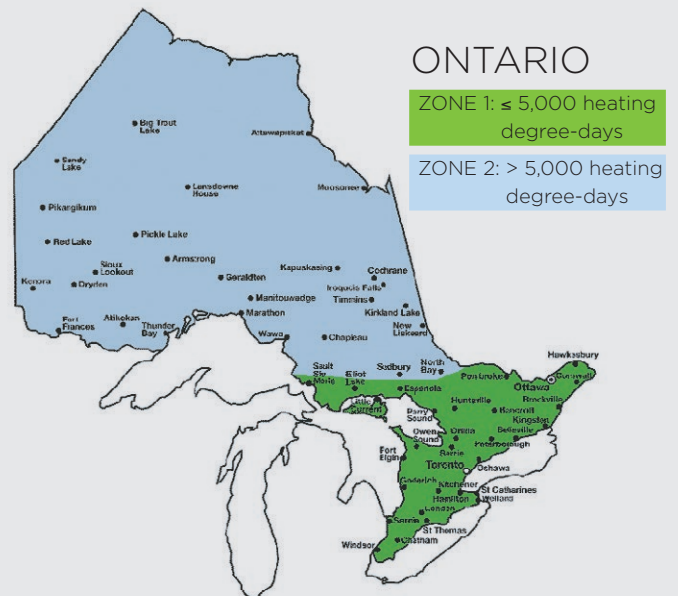 ONTARIO
ZONE 1: ≤ 5,000 heating
degree-days
ZONE 2: > 5,000 heating
degree-days
Big Trout
Lake
Attawapiskat
Sandy
Lake
Lansdowne
House
Moosonee
Pikangikum
Pickle Lake
Red Lake
Armstrong
Sioux
Lookout
Kapuskasing
Cochrane
Geraldton
Kenora
Dryden
Iroquois Falls
Manitouwadge
Timmins
Kirkland Lake
Marathon
Fort
Frances
Atikokan
Thunder
Bay
New
Liskeard
Wawa
Chapleau
Sault
Ste
Marie
Elliot
Lake
Sudbury
North
Bay
Hawkesbury
Pembroke
Ottawa
Cornwall
Espanola
Little
Current
Parry
Sound
Huntsville
Bancroft
Brockville
Kingston
Owen
Sound
Orillia
Belleville
Peterborough
Barrie
Fort
Elgin
Toronto
Oshawa
Goderich
Kitchener
Hamilton
St Catharines
Welland
London
Sarnia
St Thomas
Chatham
Windsor